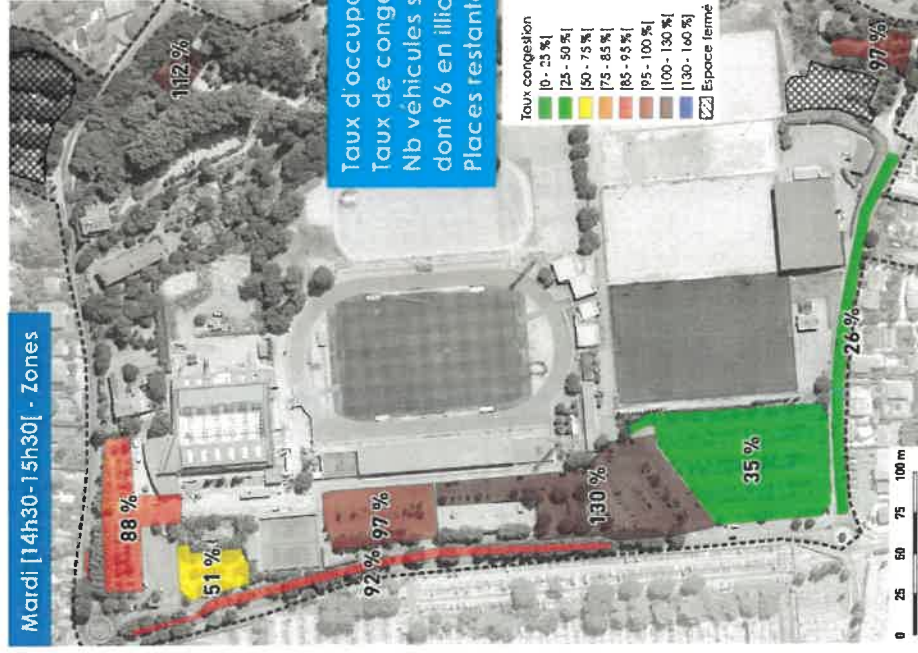 Mardi [14h30-15h30[ - Zones
112 %
Taux d'occupa
Taux de conge
Nb véhicules s
dont 96 en illic
Places restant
88 %
51 %
92 %
97 %
130 %
35 %
26 %
97 %
Taux congestion
[0 - 25 %[
[25 - 50 %[
[50 - 75 %[
[75 - 85 %[
[85 - 95 %[
[95 - 100 %[
[100 - 130 %[
[130 - 160 %[
Espace fermé
0 25 50 75 100 m